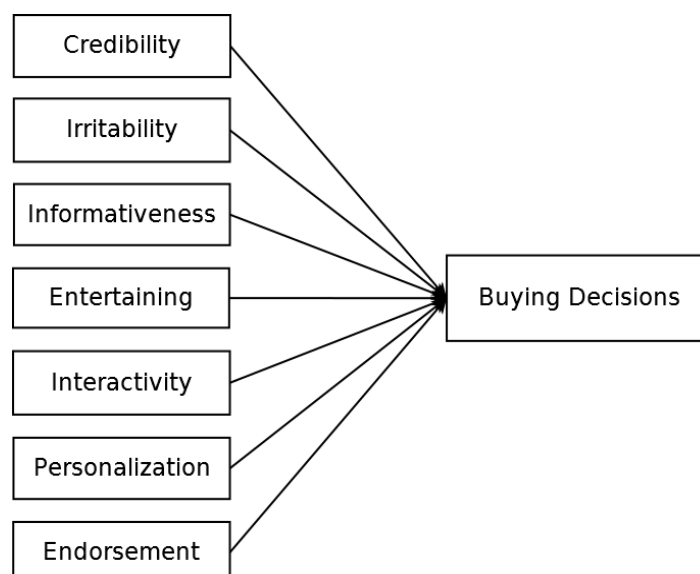 Credibility
Irritability
Informativeness
Entertaining
Buying Decisions
Interactivity
Personalization
Endorsement